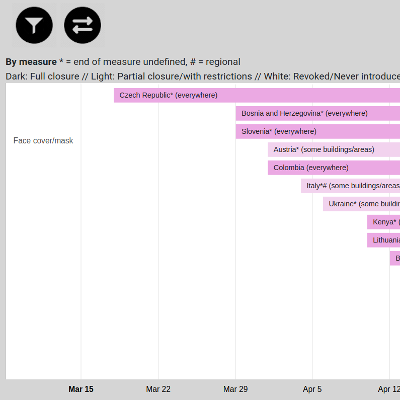 By measure * = end of measure undefined, # = regional
Dark: Full closure // Light: Partial closure/with restrictions // White: Revoked/Never introduce
Czech Republic* (everywhere)
Bosnia and Herzegovina* (everywhere)
Slovenia* (everywhere)
Face cover/mask
Austria* (some buildings/areas)
Colombia (everywhere)
Italy*# (some buildings/areas
Ukraine* (some buildin
Kenya* (
Lithuania
B
Mar 15 Mar 22 Mar 29 Apr 5 Apr 12